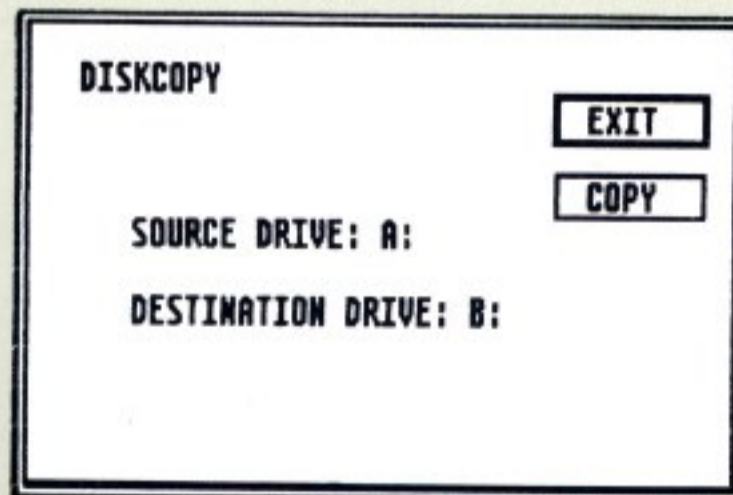 DISKCOPY
EXIT
COPY
SOURCE DRIVE: A:
DESTINATION DRIVE: B: